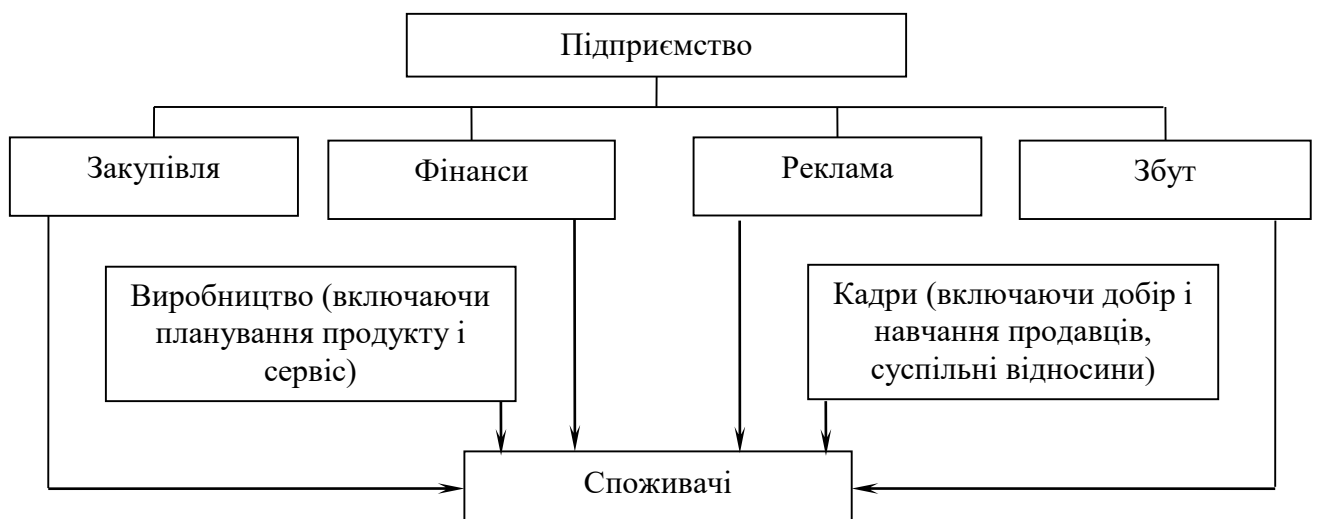 Підприємство
Закупівля
Фінанси
Реклама
Збут
Виробництво (включаючи
планування продукту і
сервіс)
Кадри (включаючи добір і
навчання продавців,
суспільні відносини)
Споживачі